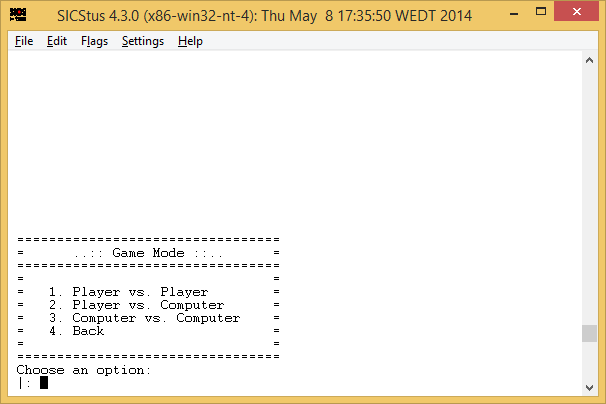 SICStus 4.3.0 (x86-win32-nt-4): Thu May  8 17:35:50 WEDT 2014
File Edit Flags Settings Help
=================================
=      ..:: Game Mode ::..      =
=================================
=                               =
=   1. Player vs. Player        =
=   2. Player vs. Computer      =
=   3. Computer vs. Computer    =
=   4. Back                     =
=                               =
=================================
Choose an option:
|: